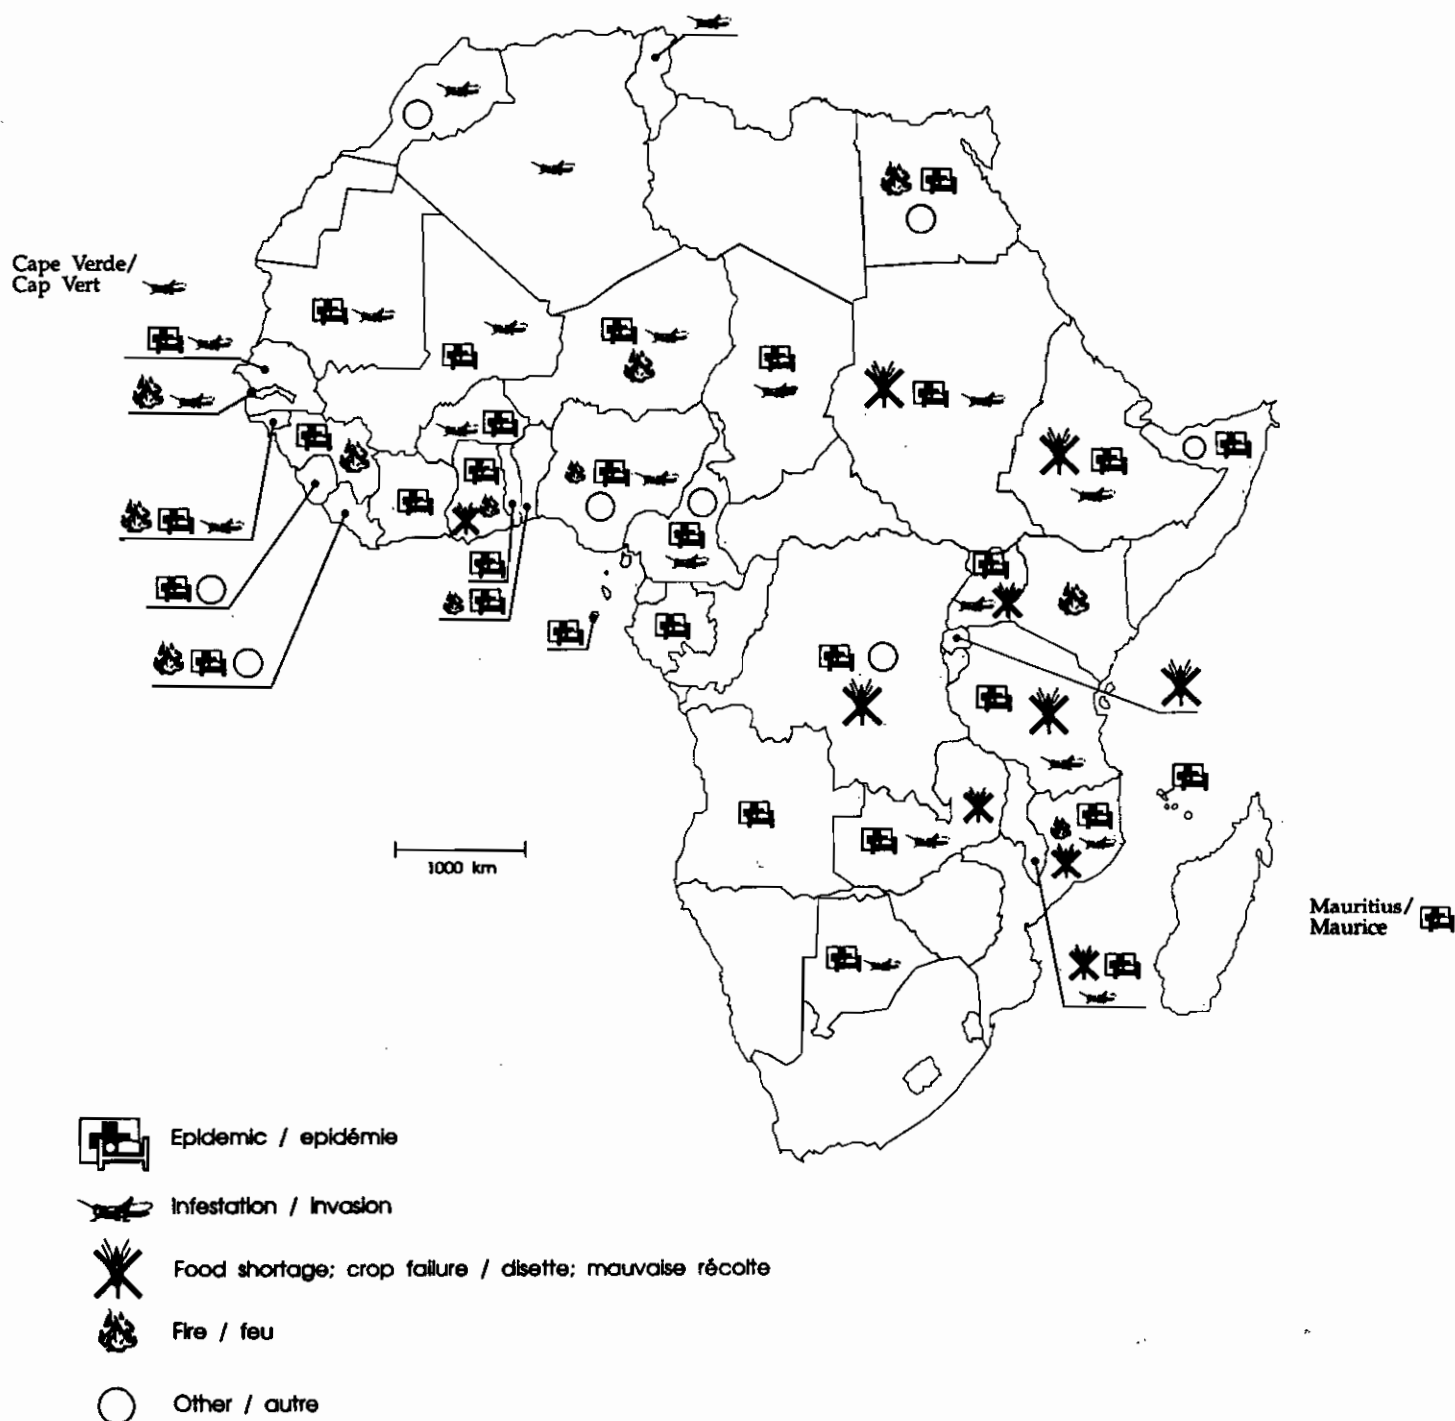 Cape Verde/
Cap Vert
1000 km
Mauritius/
Maurice
Epidemic / epidémie
Infestation / invasion
Food shortage; crop failure / disette; mauvaise récolte
Fire / feu
Other / autre